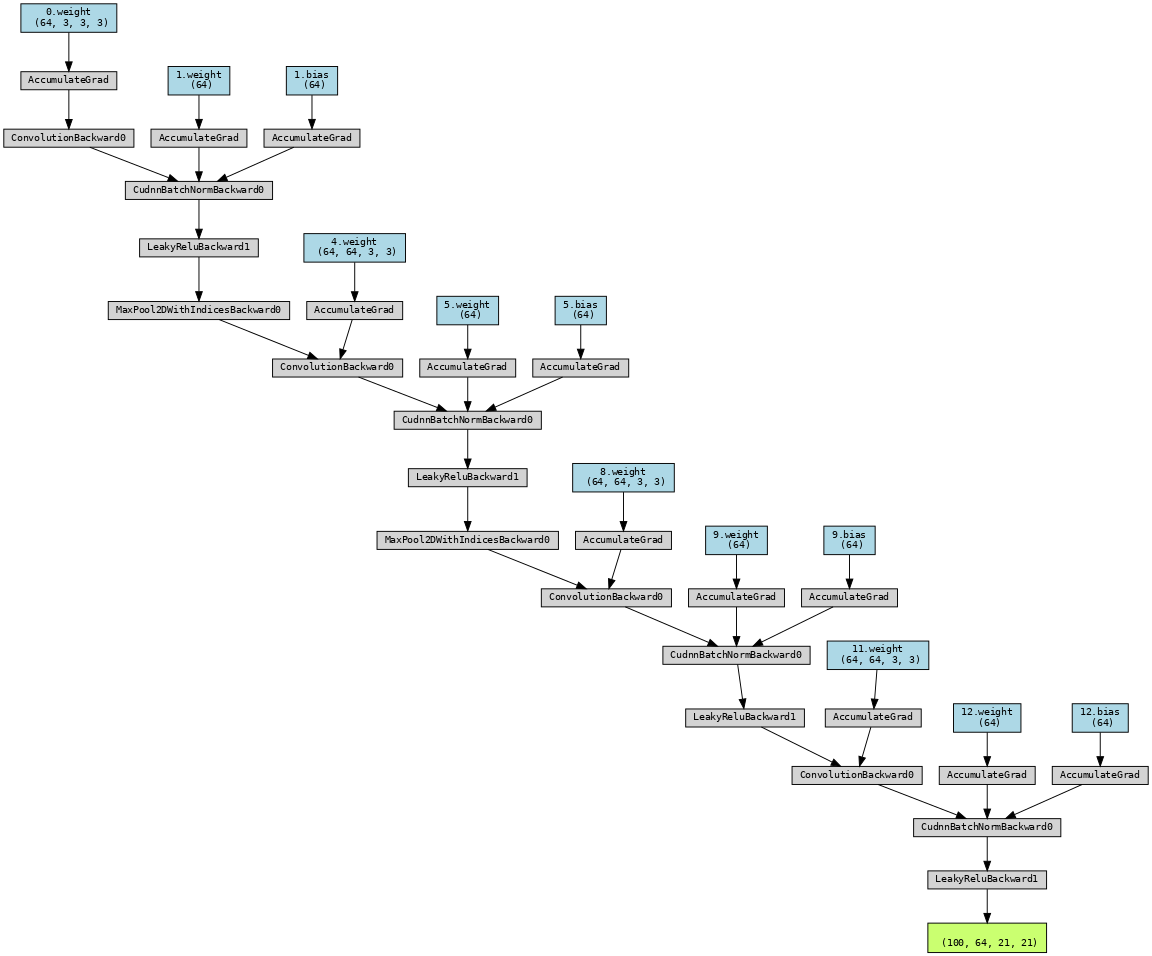 0.weight
(64, 3, 3, 3)
AccumulateGrad
1.weight
(64)
1.bias
(64)
ConvolutionBackward0
AccumulateGrad
AccumulateGrad
CudnnBatchNormBackward0
LeakyReluBackward1
4.weight
(64, 64, 3, 3)
MaxPool2DWithIndicesBackward0
AccumulateGrad
5.weight
(64)
5.bias
(64)
ConvolutionBackward0
AccumulateGrad
AccumulateGrad
CudnnBatchNormBackward0
LeakyReluBackward1
8.weight
(64, 64, 3, 3)
MaxPool2DWithIndicesBackward0
AccumulateGrad
9.weight
(64)
9.bias
(64)
ConvolutionBackward0
AccumulateGrad
AccumulateGrad
CudnnBatchNormBackward0
11.weight
(64, 64, 3, 3)
LeakyReluBackward1
AccumulateGrad
12.weight
(64)
12.bias
(64)
ConvolutionBackward0
AccumulateGrad
AccumulateGrad
CudnnBatchNormBackward0
LeakyReluBackward1
(100, 64, 21, 21)